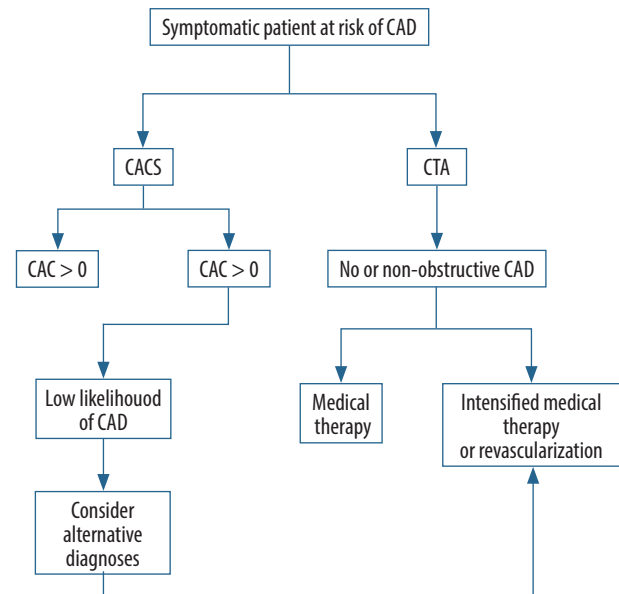 Symptomatic patient at risk of CAD
CACS
CTA
CAC > 0
CAC > 0
No or non-obstructive CAD
Low likelihouod
of CAD
Medical
therapy
Intensified medical
therapy
or revascularization
Consider
alternative
diagnoses